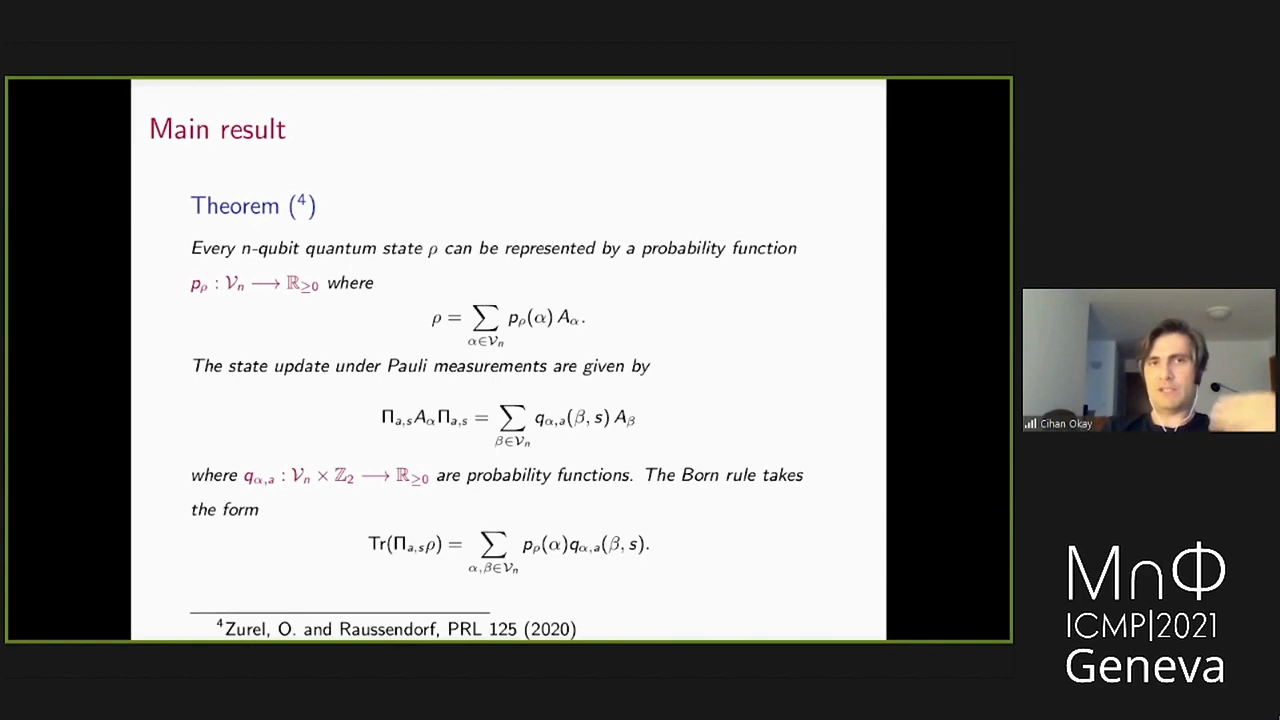 Main result
Theorem (⁴)
Every n-qubit quantum state ρ can be represented by a probability function
p_ρ : 𝒱_n ⟶ ℝ_≥0 where
ρ = ∑_{α∈𝒱_n} p_ρ(α) A_α.
The state update under Pauli measurements are given by
Π_{a,s} A_α Π_{a,s} = ∑_{β∈𝒱_n} q_{α,a}(β, s) A_β
where q_{α,a} : 𝒱_n × ℤ_2 ⟶ ℝ_≥0 are probability functions. The Born rule takes
the form
Tr(Π_{a,s}ρ) = ∑_{α,β∈𝒱_n} p_ρ(α)q_{α,a}(β, s).
⁴Zurel, O. and Raussendorf, PRL 125 (2020)
Cihan Okay
M∩Φ
ICMP|2021
Geneva